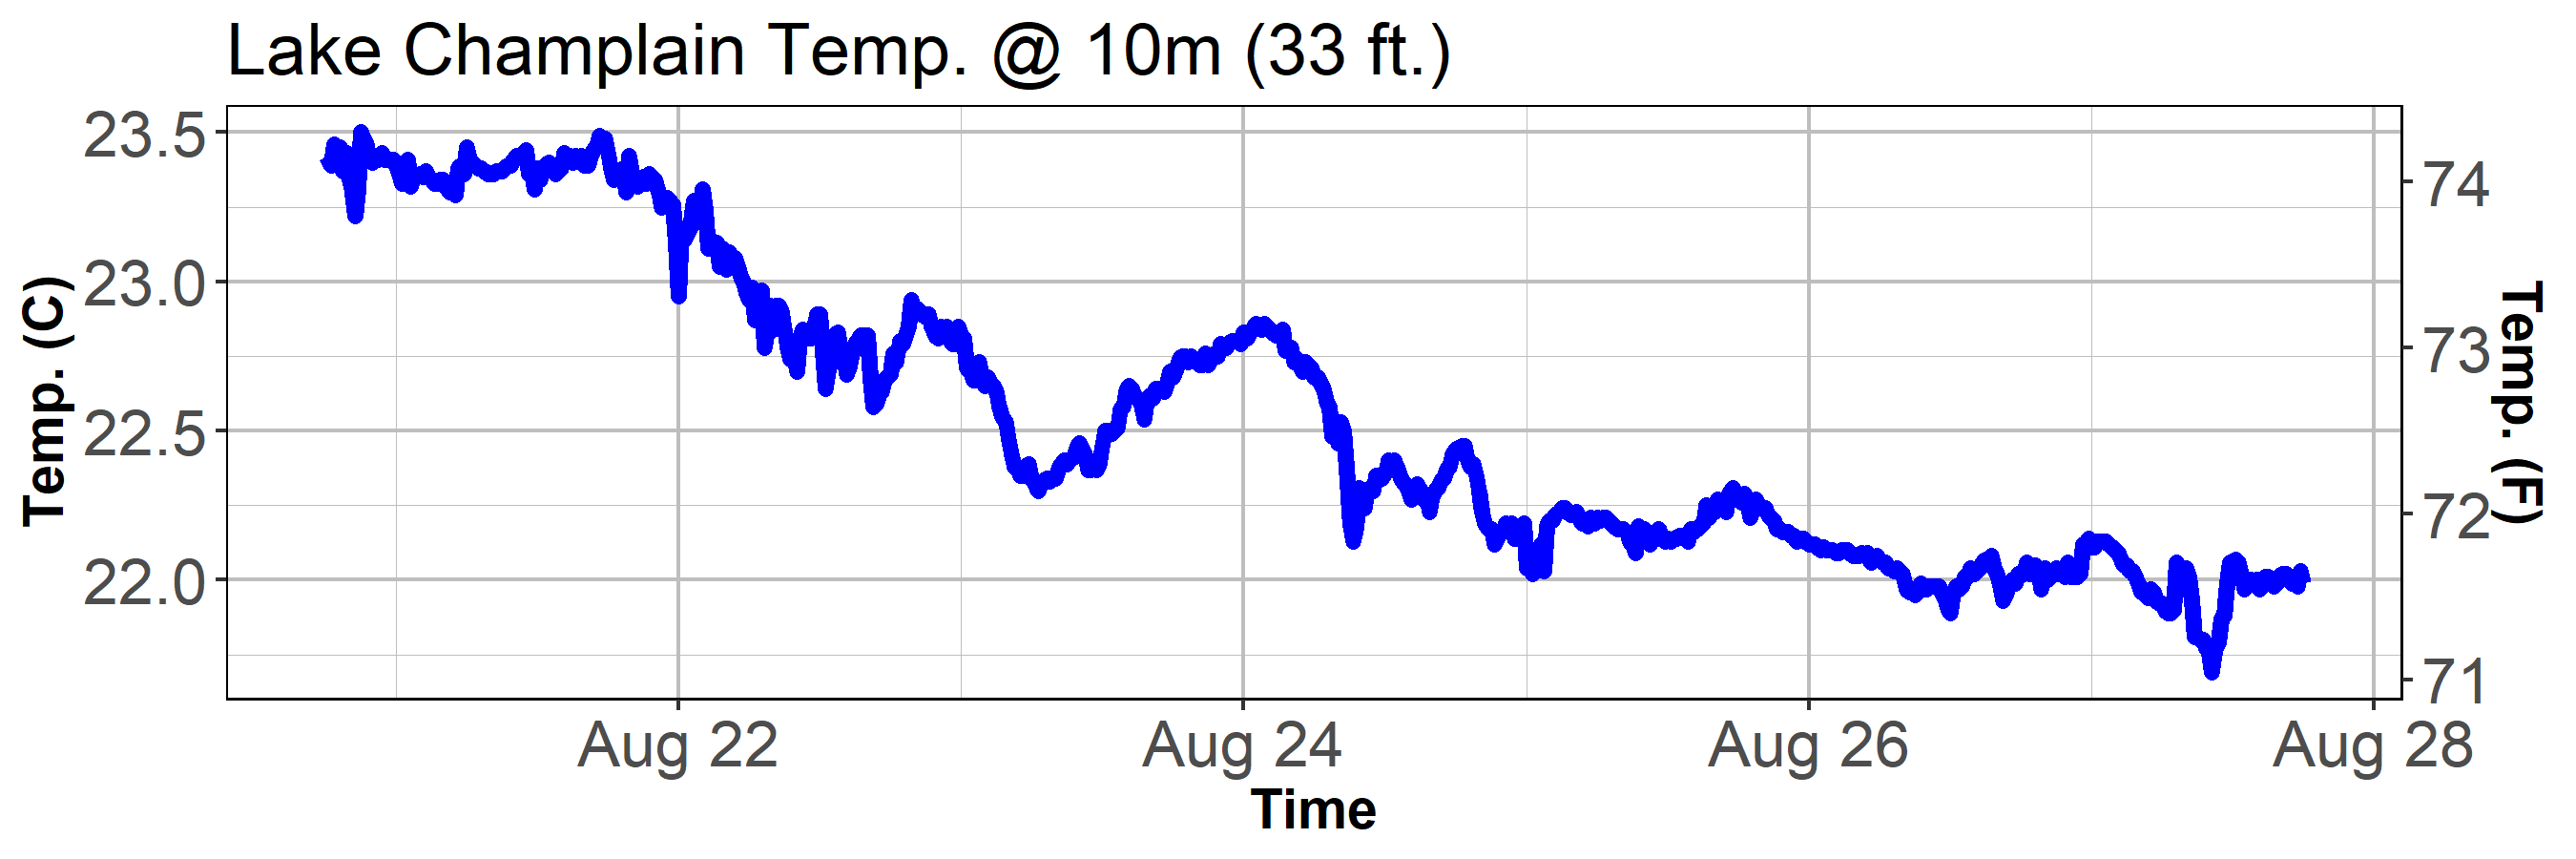 Lake Champlain Temp. @ 10m (33 ft.)
23.5
23.0
22.5
22.0
Temp. (C)
74
73
72
71
Temp. (F)
Aug 22 Aug 24 Aug 26 Aug 28
Time